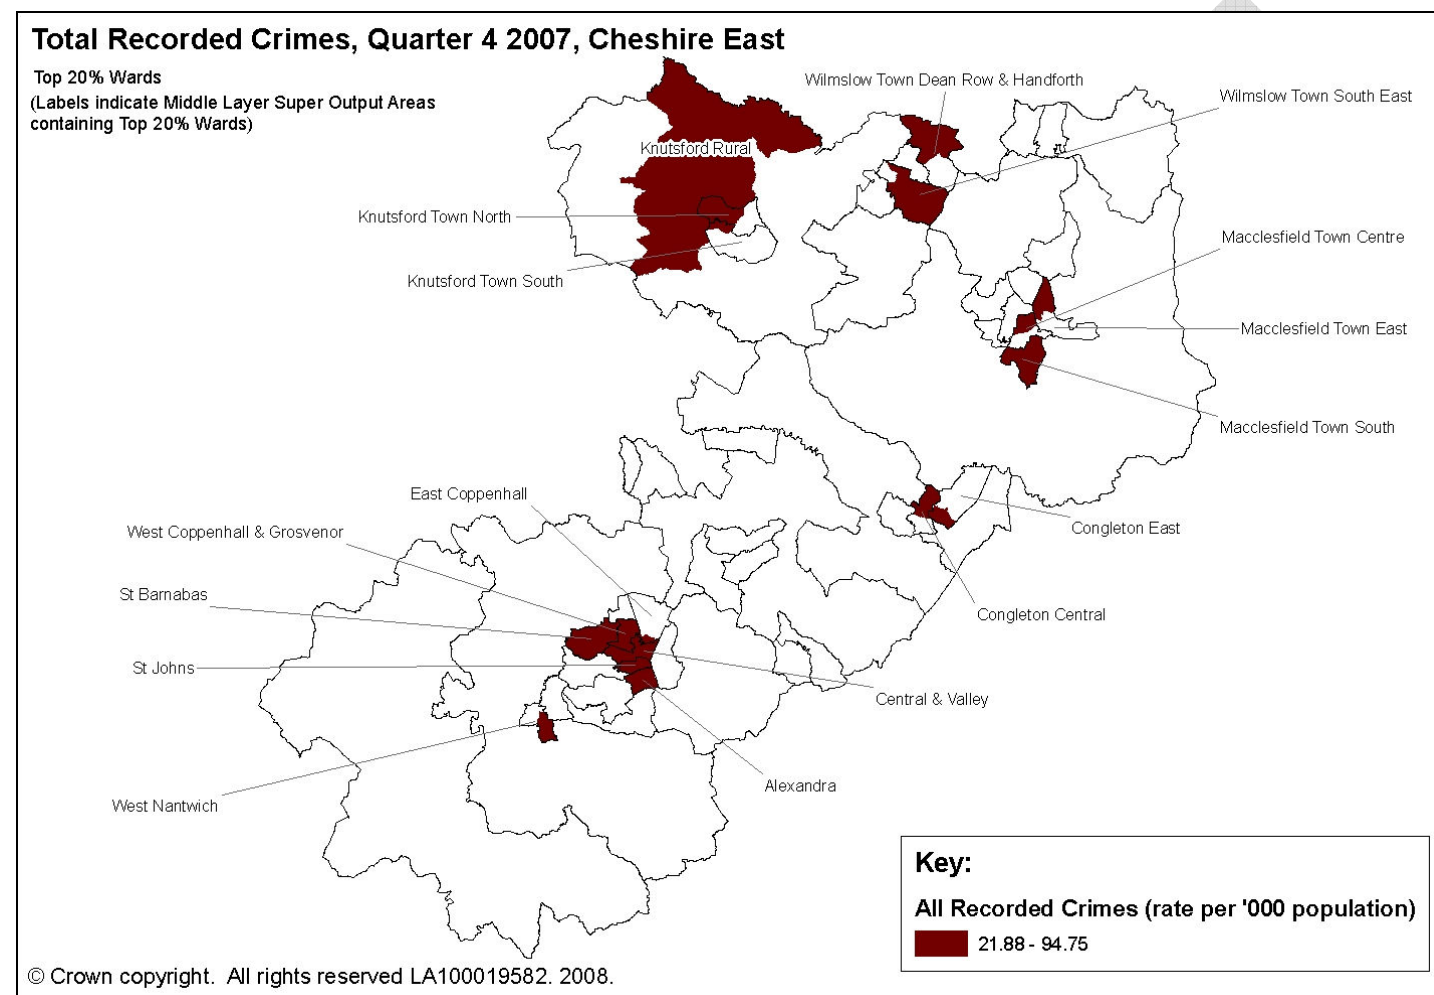 Total Recorded Crimes, Quarter 4 2007, Cheshire East
Top 20% Wards
(Labels indicate Middle Layer Super Output Areas
containing Top 20% Wards)
Wilmslow Town Dean Row & Handforth
Wilmslow Town South East
Knutsford Rural
Knutsford Town North
Macclesfield Town Centre
Knutsford Town South
Macclesfield Town East
Macclesfield Town South
East Coppenhall
Congleton East
West Coppenhall & Grosvenor
St Barnabas
Congleton Central
St Johns
Central & Valley
Alexandra
West Nantwich
Key:
All Recorded Crimes (rate per '000 population)
21.88 - 94.75
© Crown copyright. All rights reserved LA100019582. 2008.